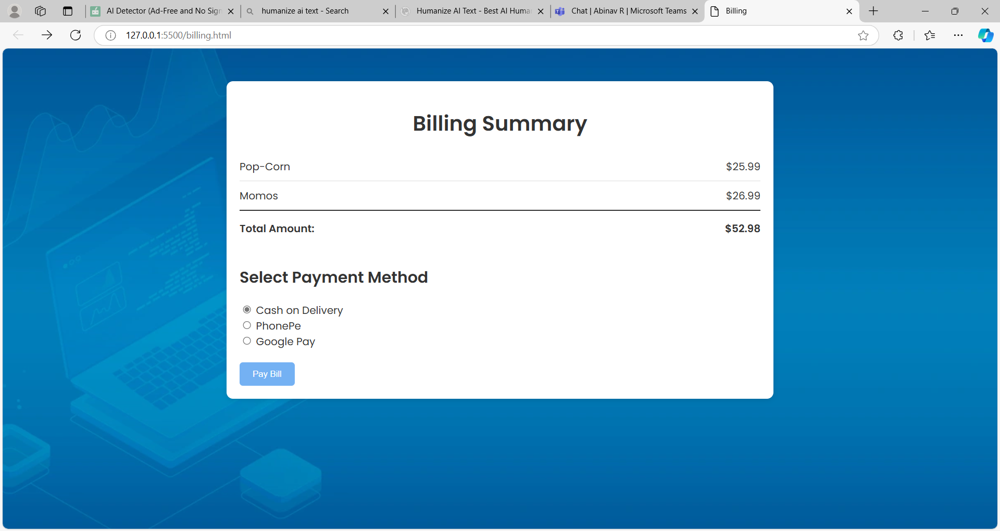 AI Detector (Ad-Free and No Sign
humanize ai text - Search
Humanize AI Text - Best AI Huma
Chat | Abinav R | Microsoft Teams
Billing
127.0.0.1:5500/billing.html
Billing Summary
Pop-Corn $25.99
Momos $26.99
Total Amount: $52.98
Select Payment Method
Cash on Delivery
PhonePe
Google Pay
Pay Bill